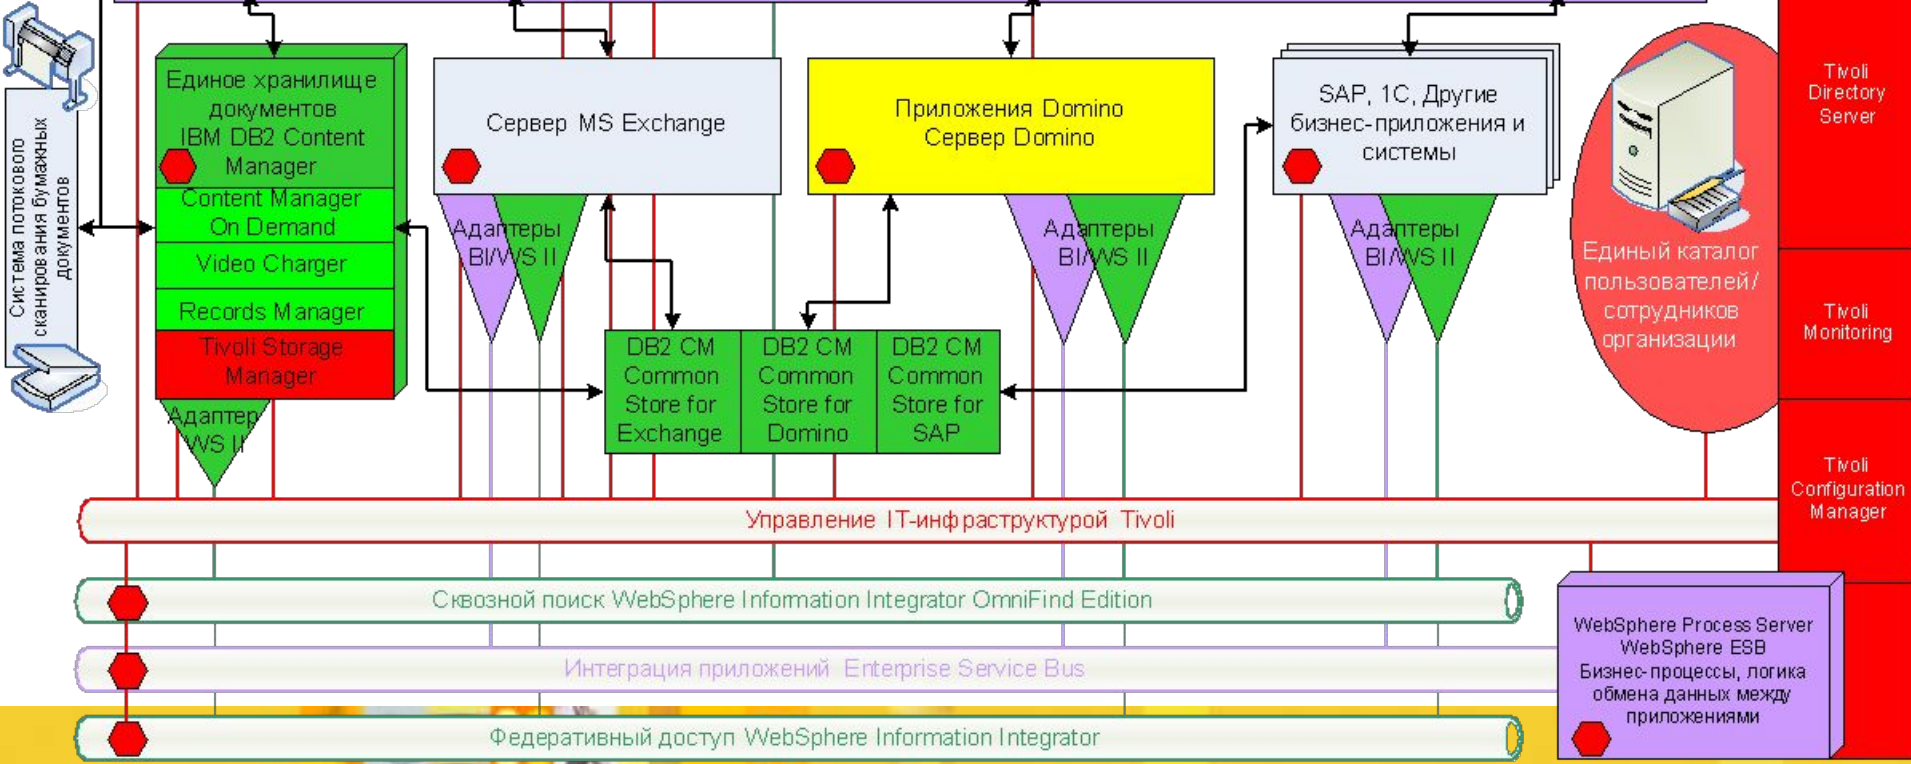 Система потокового
сканирования бумажных
документов
Единое хранилище
документов
IBM DB2 Content
Manager
Content Manager
On Demand
Video Charger
Records Manager
Tivoli Storage
Manager
Адаптер
WS II
Сервер MS Exchange
Адаптеры
BI/WS II
Приложения Domino
Сервер Domino
Адаптеры
BI/WS II
SAP, 1C, Другие
бизнес-приложения и
системы
Адаптеры
BI/WS II
DB2 CM
Common
Store for
Exchange
DB2 CM
Common
Store for
Domino
DB2 CM
Common
Store for
SAP
Единый каталог
пользователей/
сотрудников
организации
Tivoli
Directory
Server
Tivoli
Monitoring
Tivoli
Configuration
Manager
Управление IT-инфраструктурой Tivoli
Сквозной поиск WebSphere Information Integrator OmniFind Edition
Интеграция приложений Enterprise Service Bus
Федеративный доступ WebSphere Information Integrator
WebSphere Process Server
WebSphere ESB
Бизнес-процессы, логика
обмена данных между
приложениями